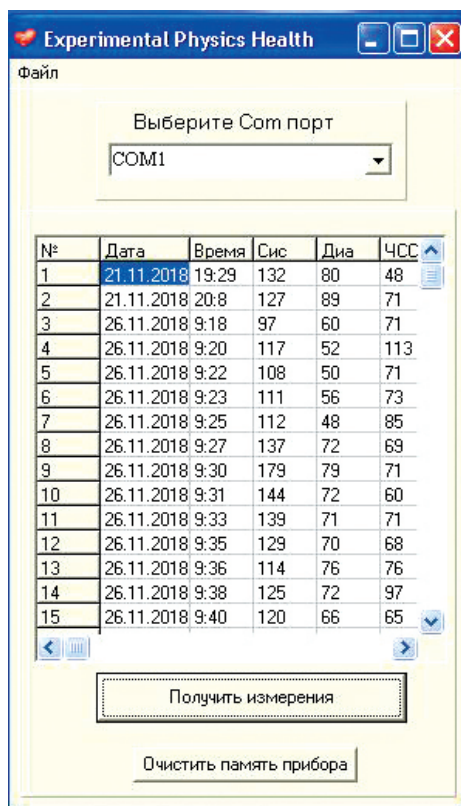 Experimental Physics Health
Файл
Выберите Com порт
COM1
№ Дата Время Сис Диа ЧСС
1 21.11.2018 19:29 132 80 48
2 21.11.2018 20:8 127 89 71
3 26.11.2018 9:18 97 60 71
4 26.11.2018 9:20 117 52 113
5 26.11.2018 9:22 108 50 71
6 26.11.2018 9:23 111 56 73
7 26.11.2018 9:25 112 48 85
8 26.11.2018 9:27 137 72 69
9 26.11.2018 9:30 179 79 71
10 26.11.2018 9:31 144 72 60
11 26.11.2018 9:33 139 71 71
12 26.11.2018 9:35 129 70 68
13 26.11.2018 9:36 114 76 76
14 26.11.2018 9:38 125 72 97
15 26.11.2018 9:40 120 66 65
Получить измерения
Очистить память прибора